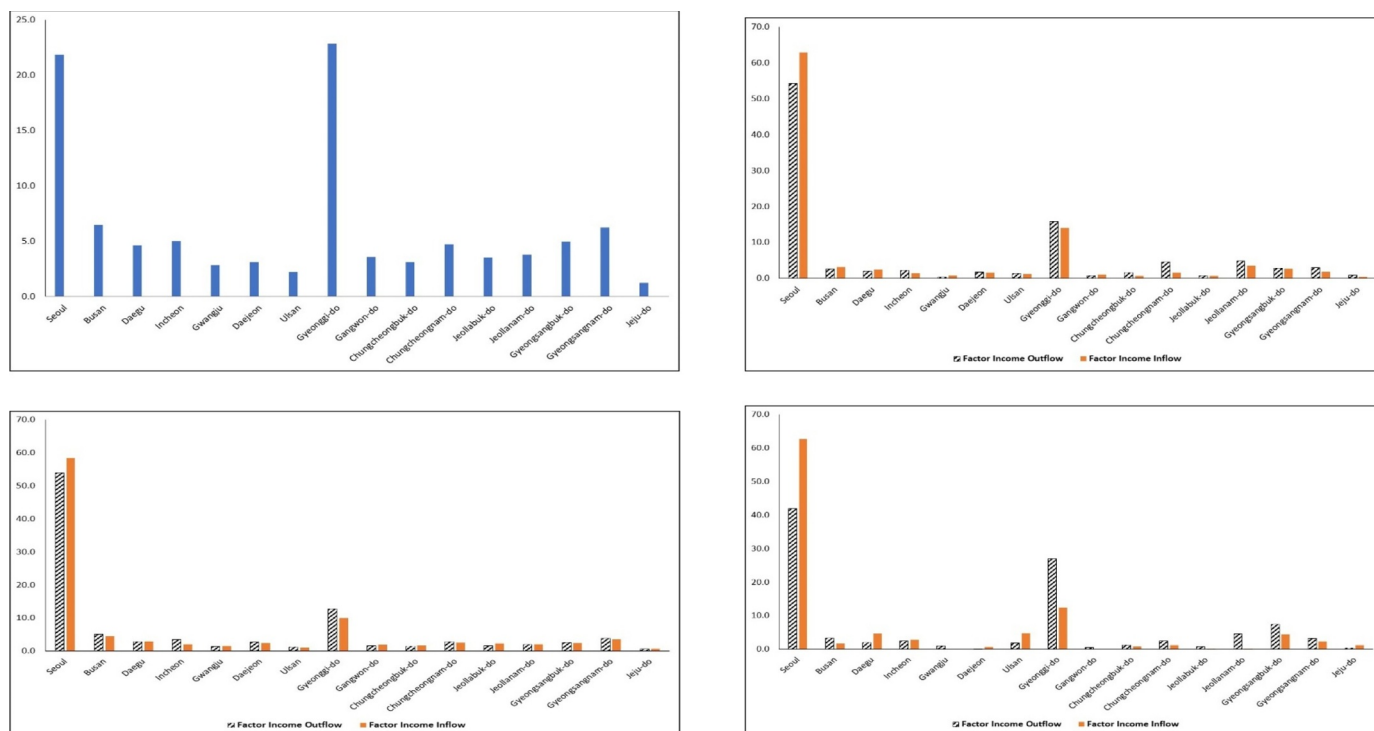 25.0
20.0
15.0
10.0
5.0
0.0
Seoul
Busan
Daegu
Incheon
Gwangju
Daejeon
Ulsan
Gyeonggi-do
Gangwon-do
Chungcheongbuk-do
Chungcheongnam-do
Jeollabuk-do
Jeollanam-do
Gyeongsangbuk-do
Gyeongsangnam-do
Jeju-do
70.0
60.0
50.0
40.0
30.0
20.0
10.0
0.0
Seoul
Busan
Daegu
Incheon
Gwangju
Daejeon
Ulsan
Gyeonggi-do
Gangwon-do
Chungcheongbuk-do
Chungcheongnam-do
Jeollabuk-do
Jeollanam-do
Gyeongsangbuk-do
Gyeongsangnam-do
Jeju-do
Factor Income Outflow Factor Income Inflow
70.0
60.0
50.0
40.0
30.0
20.0
10.0
0.0
Seoul
Busan
Daegu
Incheon
Gwangju
Daejeon
Ulsan
Gyeonggi-do
Gangwon-do
Chungcheongbuk-do
Chungcheongnam-do
Jeollabuk-do
Jeollanam-do
Gyeongsangbuk-do
Gyeongsangnam-do
Jeju-do
Factor Income Outflow Factor Income Inflow
70.0
60.0
50.0
40.0
30.0
20.0
10.0
0.0
Seoul
Busan
Daegu
Incheon
Gwangju
Daejeon
Ulsan
Gyeonggi-do
Gangwon-do
Chungcheongbuk-do
Chungcheongnam-do
Jeollabuk-do
Jeollanam-do
Gyeongsangbuk-do
Gyeongsangnam-do
Jeju-do
Factor Income Outflow Factor Income Inflow